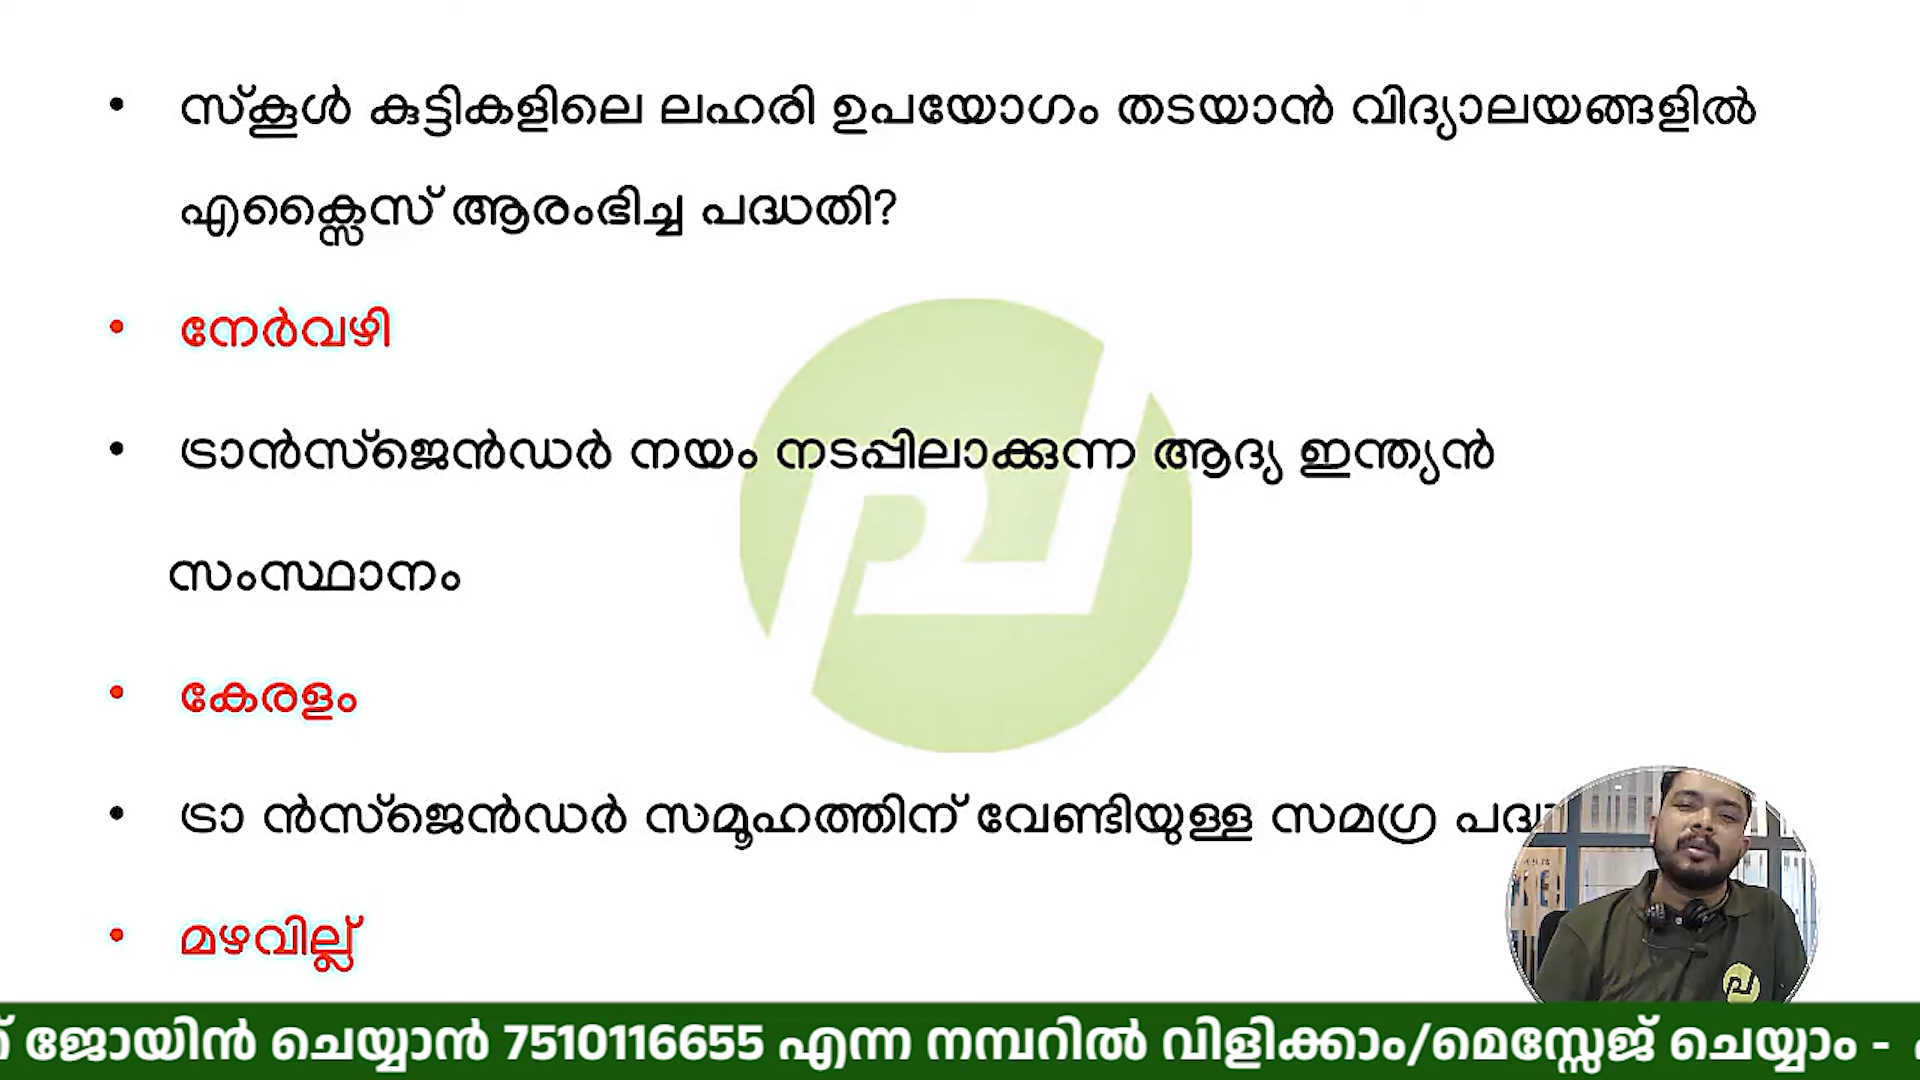 • സ്കൂൾ കുട്ടികളിലെ ലഹരി ഉപയോഗം തടയാൻ വിദ്യാലയങ്ങളിൽ
എക്സൈസ് ആരംഭിച്ച പദ്ധതി?
• നേർവഴി
• ട്രാൻസ്ജെൻഡർ നയം നടപ്പിലാക്കുന്ന ആദ്യ ഇന്ത്യൻ
സംസ്ഥാനം
• കേരളം
• ട്രാ ൻസ്ജെൻഡർ സമൂഹത്തിന് വേണ്ടിയുള്ള സമഗ്ര
• മഴവില്ല്
ജോയിൻ ചെയ്യാൻ 7510116655 എന്ന നമ്പറിൽ വിളിക്കാം/മെസ്സേജ് ചെയ്യാം -